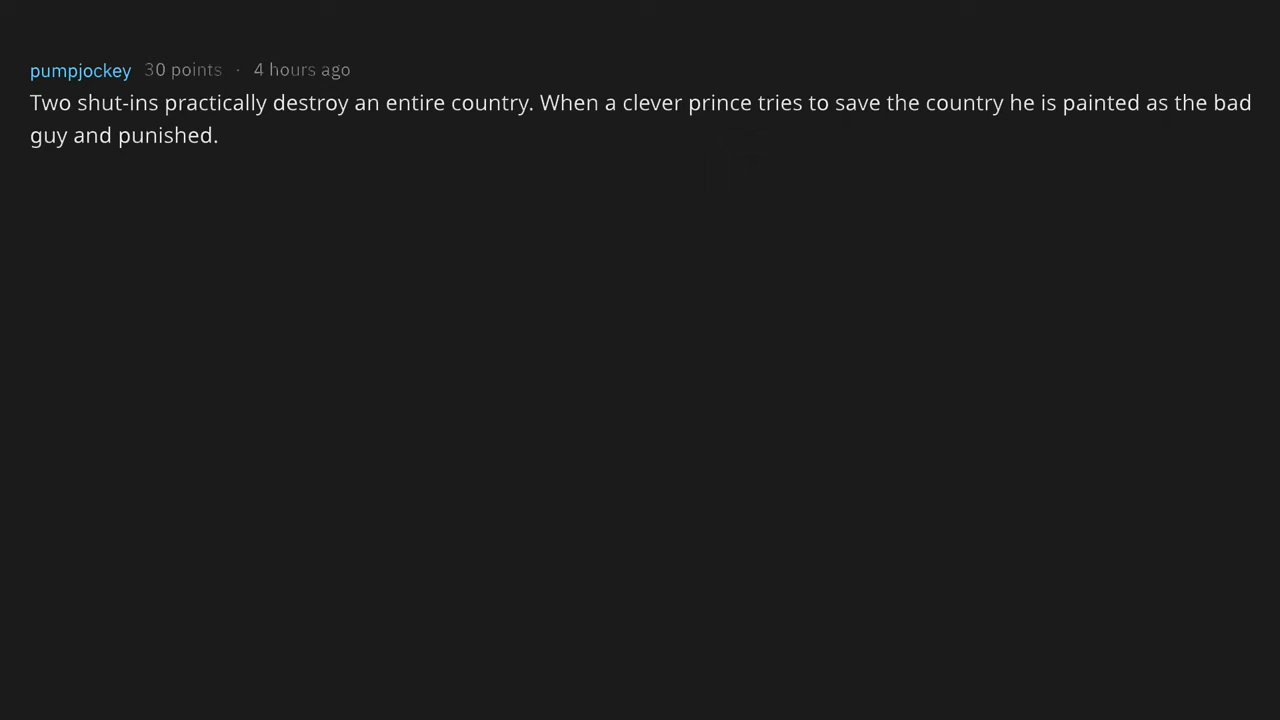 pumpjockey 30 points · 4 hours ago
Two shut-ins practically destroy an entire country. When a clever prince tries to save the country he is painted as the bad
guy and punished.